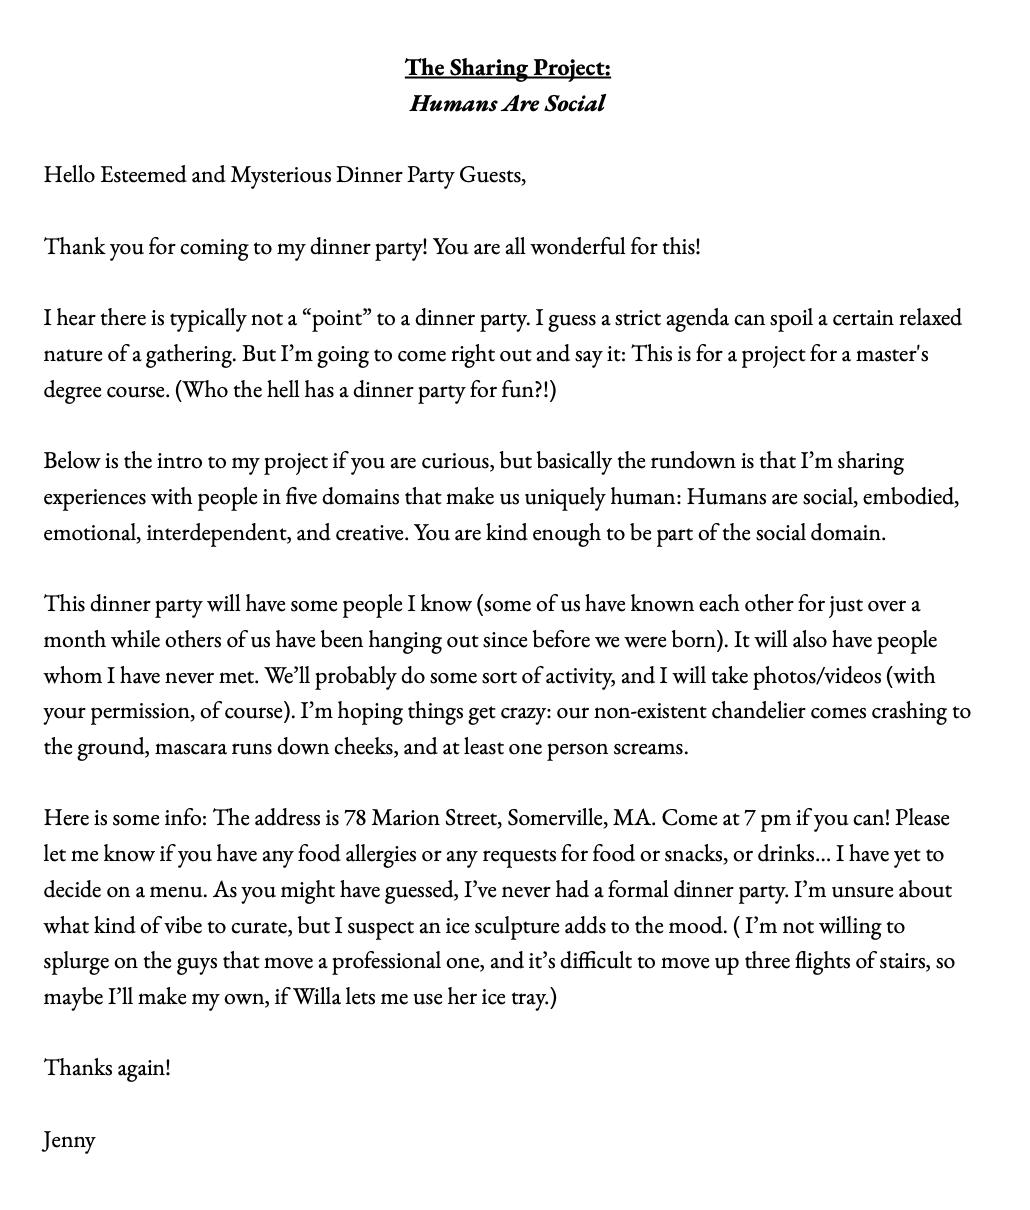 The Sharing Project:
Humans Are Social
Hello Esteemed and Mysterious Dinner Party Guests,
Thank you for coming to my dinner party! You are all wonderful for this!
I hear there is typically not a “point” to a dinner party. I guess a strict agenda can spoil a certain relaxed
nature of a gathering. But I’m going to come right out and say it: This is for a project for a master's
degree course. (Who the hell has a dinner party for fun?!)
Below is the intro to my project if you are curious, but basically the rundown is that I’m sharing
experiences with people in five domains that make us uniquely human: Humans are social, embodied,
emotional, interdependent, and creative. You are kind enough to be part of the social domain.
This dinner party will have some people I know (some of us have known each other for just over a
month while others of us have been hanging out since before we were born). It will also have people
whom I have never met. We’ll probably do some sort of activity, and I will take photos/videos (with
your permission, of course). I’m hoping things get crazy: our non-existent chandelier comes crashing to
the ground, mascara runs down cheeks, and at least one person screams.
Here is some info: The address is 78 Marion Street, Somerville, MA. Come at 7 pm if you can! Please
let me know if you have any food allergies or any requests for food or snacks, or drinks… I have yet to
decide on a menu. As you might have guessed, I’ve never had a formal dinner party. I’m unsure about
what kind of vibe to curate, but I suspect an ice sculpture adds to the mood. ( I’m not willing to
splurge on the guys that move a professional one, and it’s difficult to move up three flights of stairs, so
maybe I’ll make my own, if Willa lets me use her ice tray.)
Thanks again!
Jenny